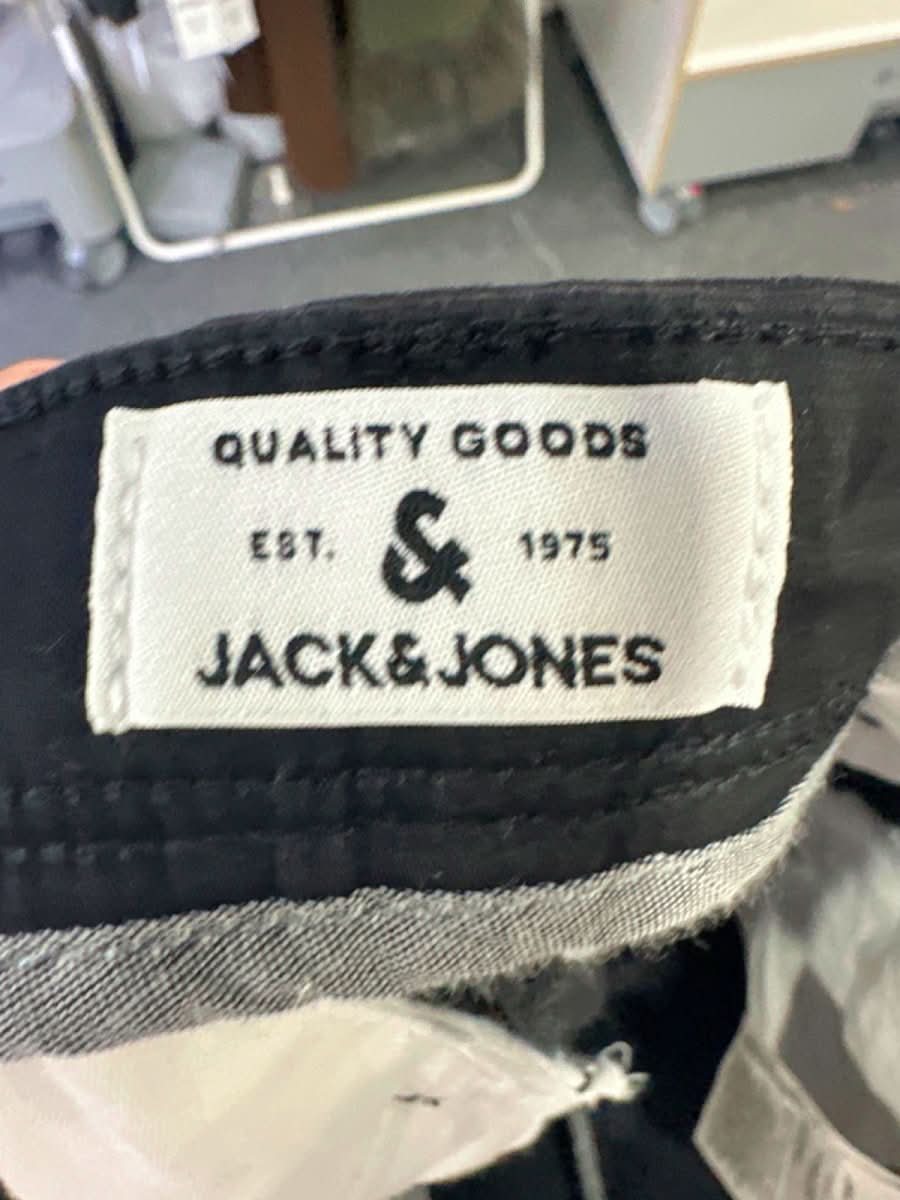 QUALITY GOODS
EST. & 1975
JACK&JONES